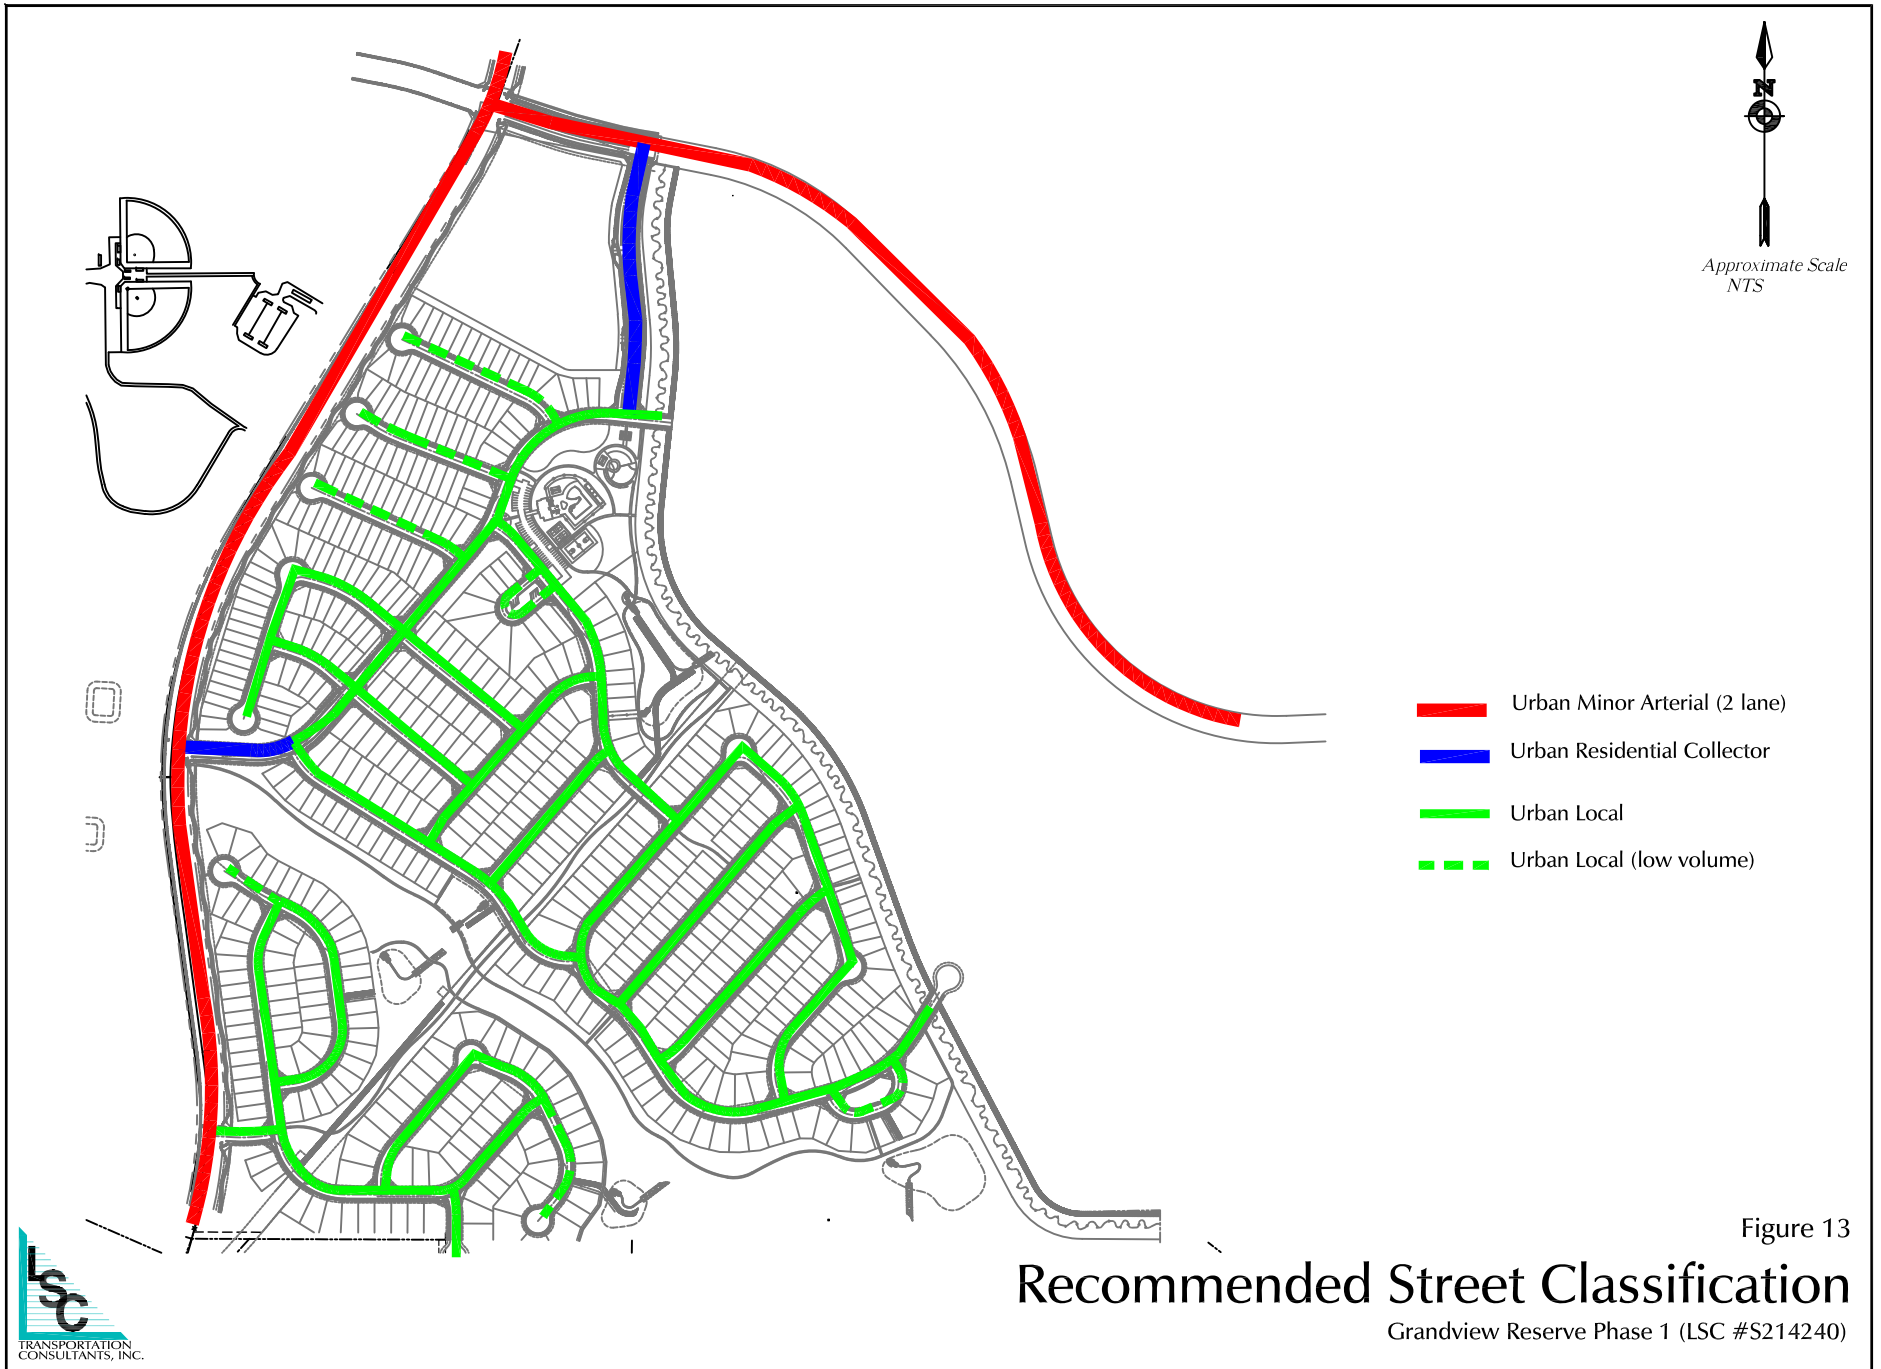 N
Approximate Scale
NTS
Urban Minor Arterial (2 lane)
Urban Residential Collector
Urban Local
Urban Local (low volume)
Figure 13
Recommended Street Classification
Grandview Reserve Phase 1 (LSC #S214240)
LSC
TRANSPORTATION
CONSULTANTS, INC.